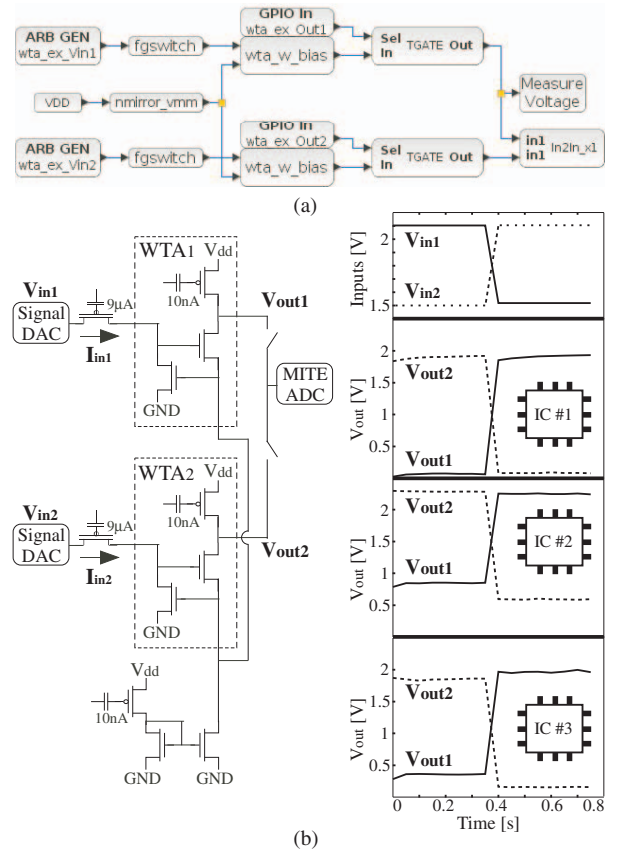 GPIO In
wta_ex_Out1
ARB GEN
wta_ex_Vin1
fgswitch
wta_w_bias
Sel
In
TGATE Out
Measure
Voltage
VDD
nmirror_vmm
GPIO In
wta_ex_Out2
ARB GEN
wta_ex_Vin2
fgswitch
wta_w_bias
Sel
In
TGATE Out
in1
in1
In2In_x1
(a)
WTA1
Vdd
10nA
Vin1
Signal
DAC
9µA
Iin1
GND
Vout1
MITE
ADC
WTA2
Vdd
10nA
Vin2
Signal
DAC
9µA
Iin2
GND
Vout2
Vdd
10nA
GND
GND
Inputs [V]
2
1.5
Vin1
Vin2
Vout [V]
2
1.5
1
0.5
Vout2
Vout1
IC #1
Vout [V]
2
1.5
1
0.5
Vout2
Vout1
IC #2
Vout [V]
2
1.5
1
0.5
Vout2
Vout1
IC #3
0
0.2
0.4
0.6
0.8
Time [s]
(b)